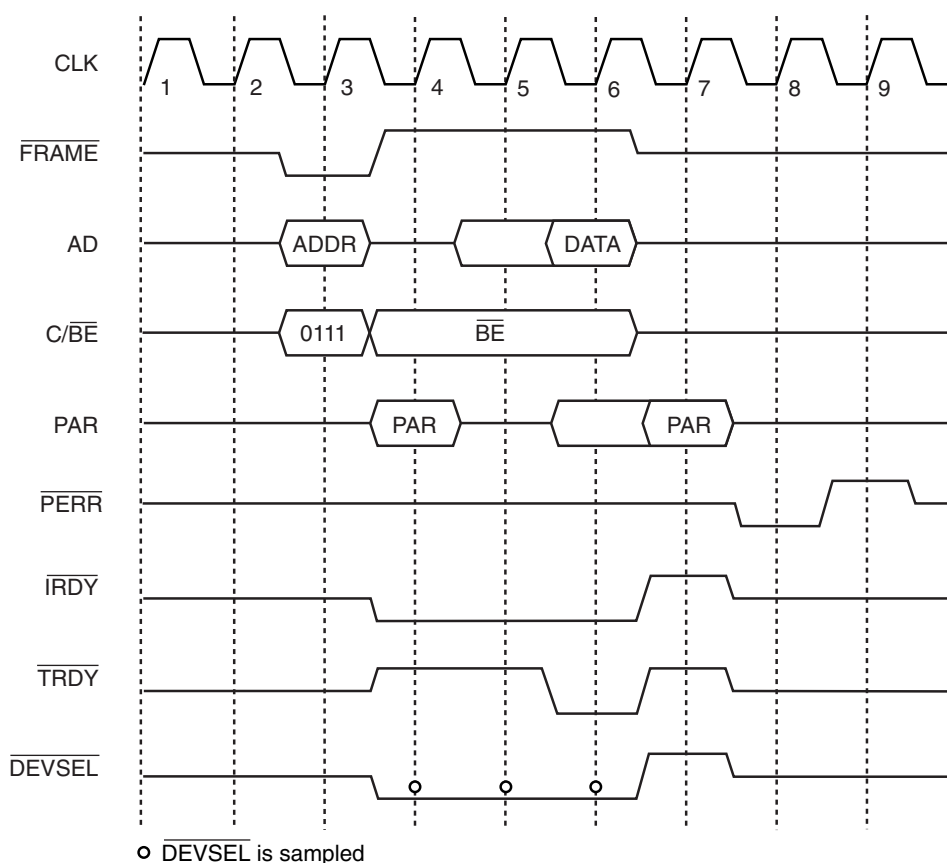 CLK
1 2 3 4 5 6 7 8 9
FRAME
AD
ADDR
DATA
C/BE
0111
BE
PAR
PAR
PAR
PERR
IRDY
TRDY
DEVSEL
DEVSEL is sampled